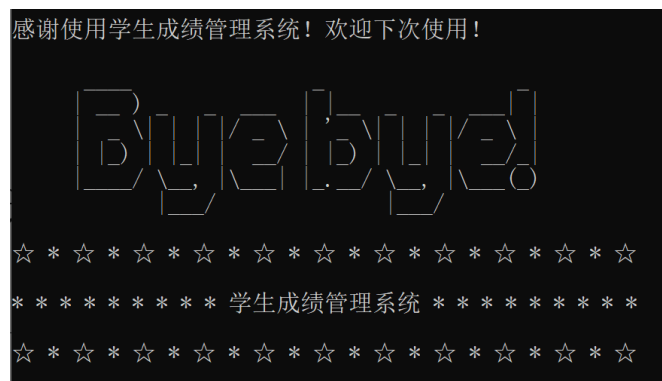 感谢使用学生成绩管理系统！欢迎下次使用！
Bye bye!
☆ * ☆ * ☆ * ☆ * ☆ * ☆ * ☆ * ☆ * ☆ * ☆ * ☆
* * * * * * * * * 学生成绩管理系统 * * * * * * * * *
☆ * ☆ * ☆ * ☆ * ☆ * ☆ * ☆ * ☆ * ☆ * ☆ * ☆